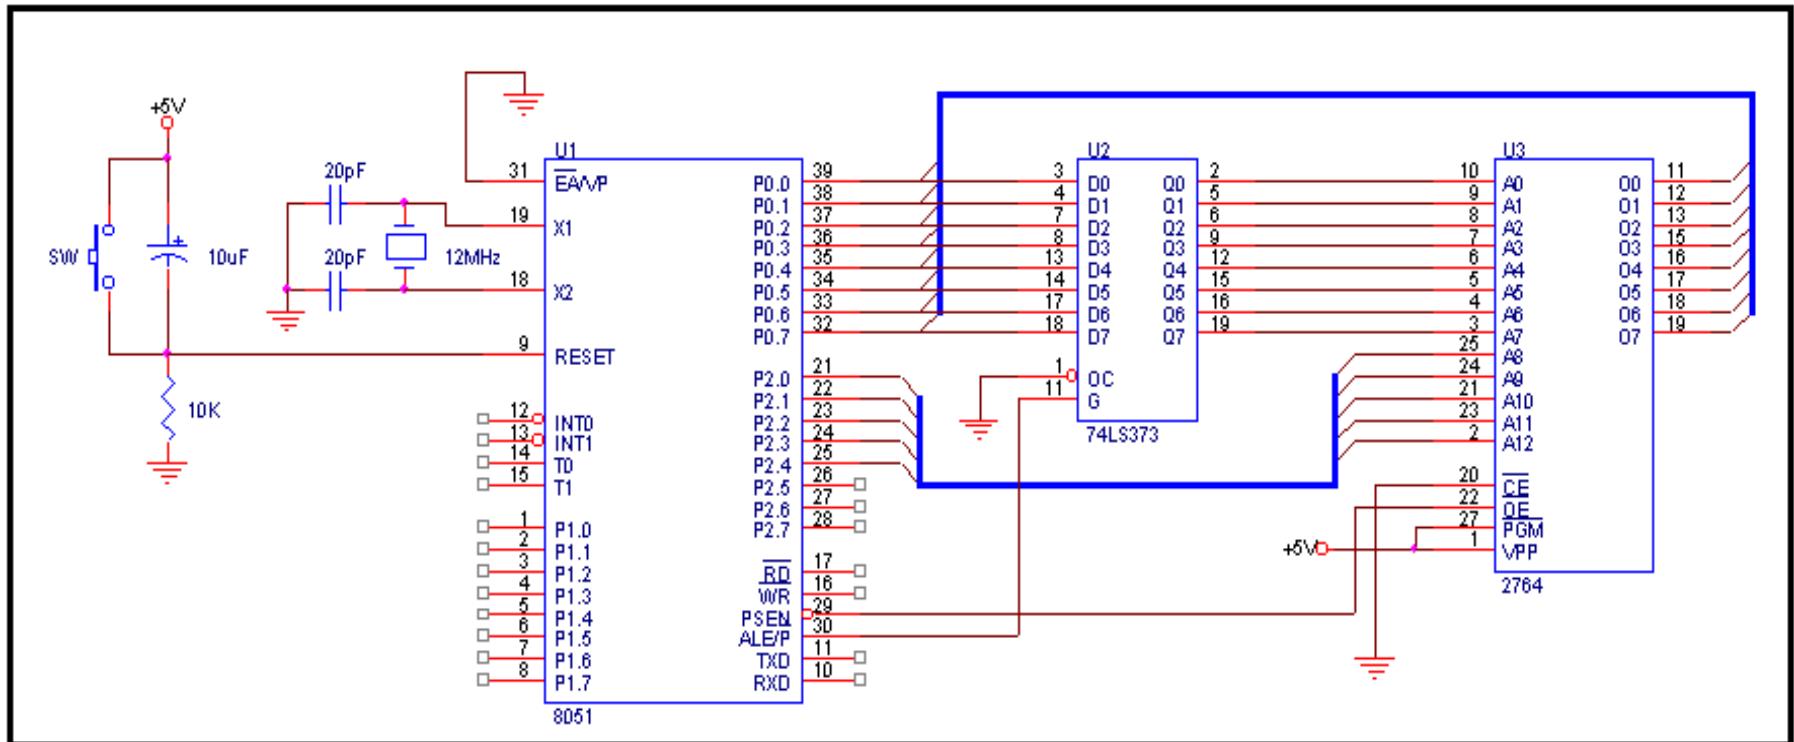 +5V
SW
10uF
10K
20pF
20pF
12MHz
U1
31 EA/VP
19 X1
18 X2
9 RESET
12 INT0
13 INT1
14 T0
15 T1
1 P1.0
2 P1.1
3 P1.2
4 P1.3
5 P1.4
6 P1.5
7 P1.6
8 P1.7
P0.0 39
P0.1 38
P0.2 37
P0.3 36
P0.4 35
P0.5 34
P0.6 33
P0.7 32
P2.0 21
P2.1 22
P2.2 23
P2.3 24
P2.4 25
P2.5 26
P2.6 27
P2.7 28
RD 17
WR 16
PSEN 29
ALE/P 30
TXD 11
RXD 10
8051
U2
3 D0 Q0 2
4 D1 Q1 5
7 D2 Q2 6
8 D3 Q3 9
13 D4 Q4 12
14 D5 Q5 15
17 D6 Q6 16
18 D7 Q7 19
1 OC
11 G
74LS373
U3
10 A0 O0 11
9 A1 O1 12
8 A2 O2 13
7 A3 O3 15
6 A4 O4 16
5 A5 O5 17
4 A6 O6 18
3 A7 O7 19
25 A8
24 A9
21 A10
23 A11
2 A12
20 CE
22 OE
27 PGM
1 VPP
+5V
2764